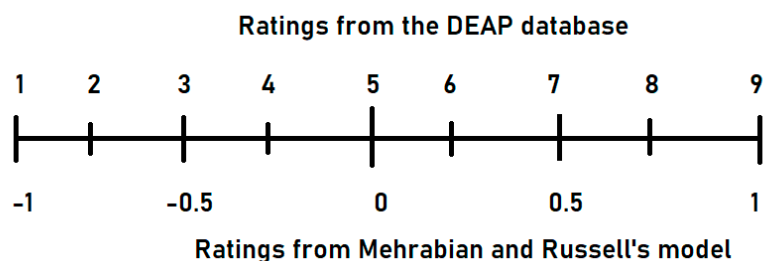 Ratings from the DEAP database
1 2 3 4 5 6 7 8 9
-1 -0.5 0 0.5 1
Ratings from Mehrabian and Russell's model